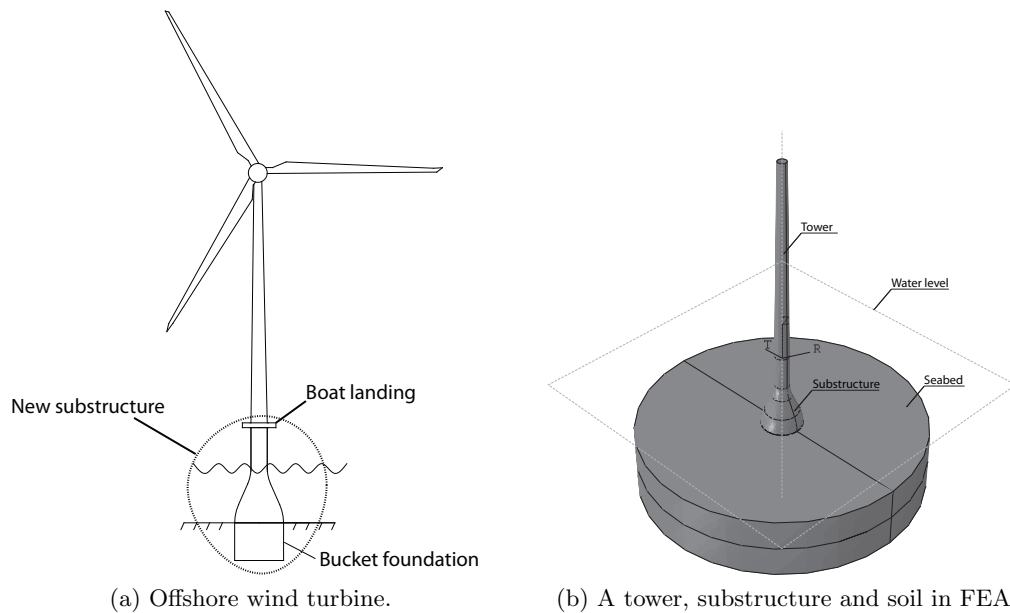 New substructure
Boat landing
Bucket foundation
(a) Offshore wind turbine.
Tower
Water level
Z
T
R
Substructure
Seabed
(b) A tower, substructure and soil in FEA